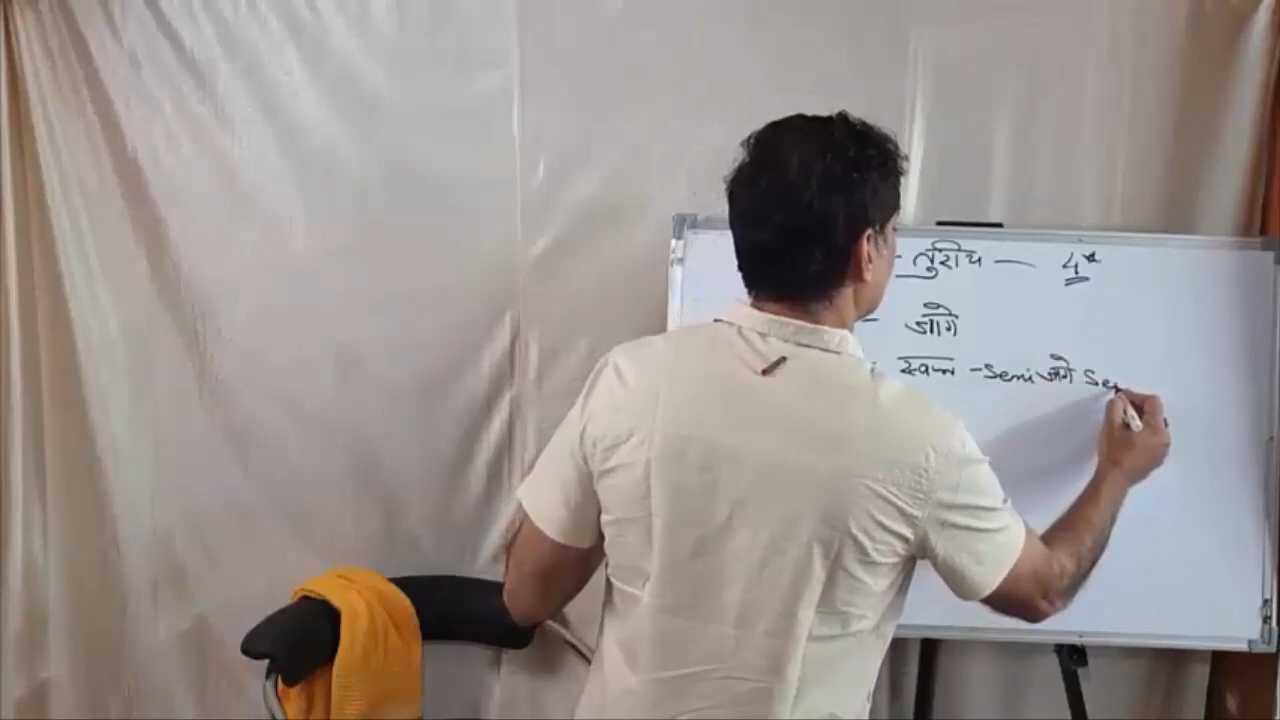 - तुरीय — 4th
- जागे
स्वप्न - Semi जागे Se